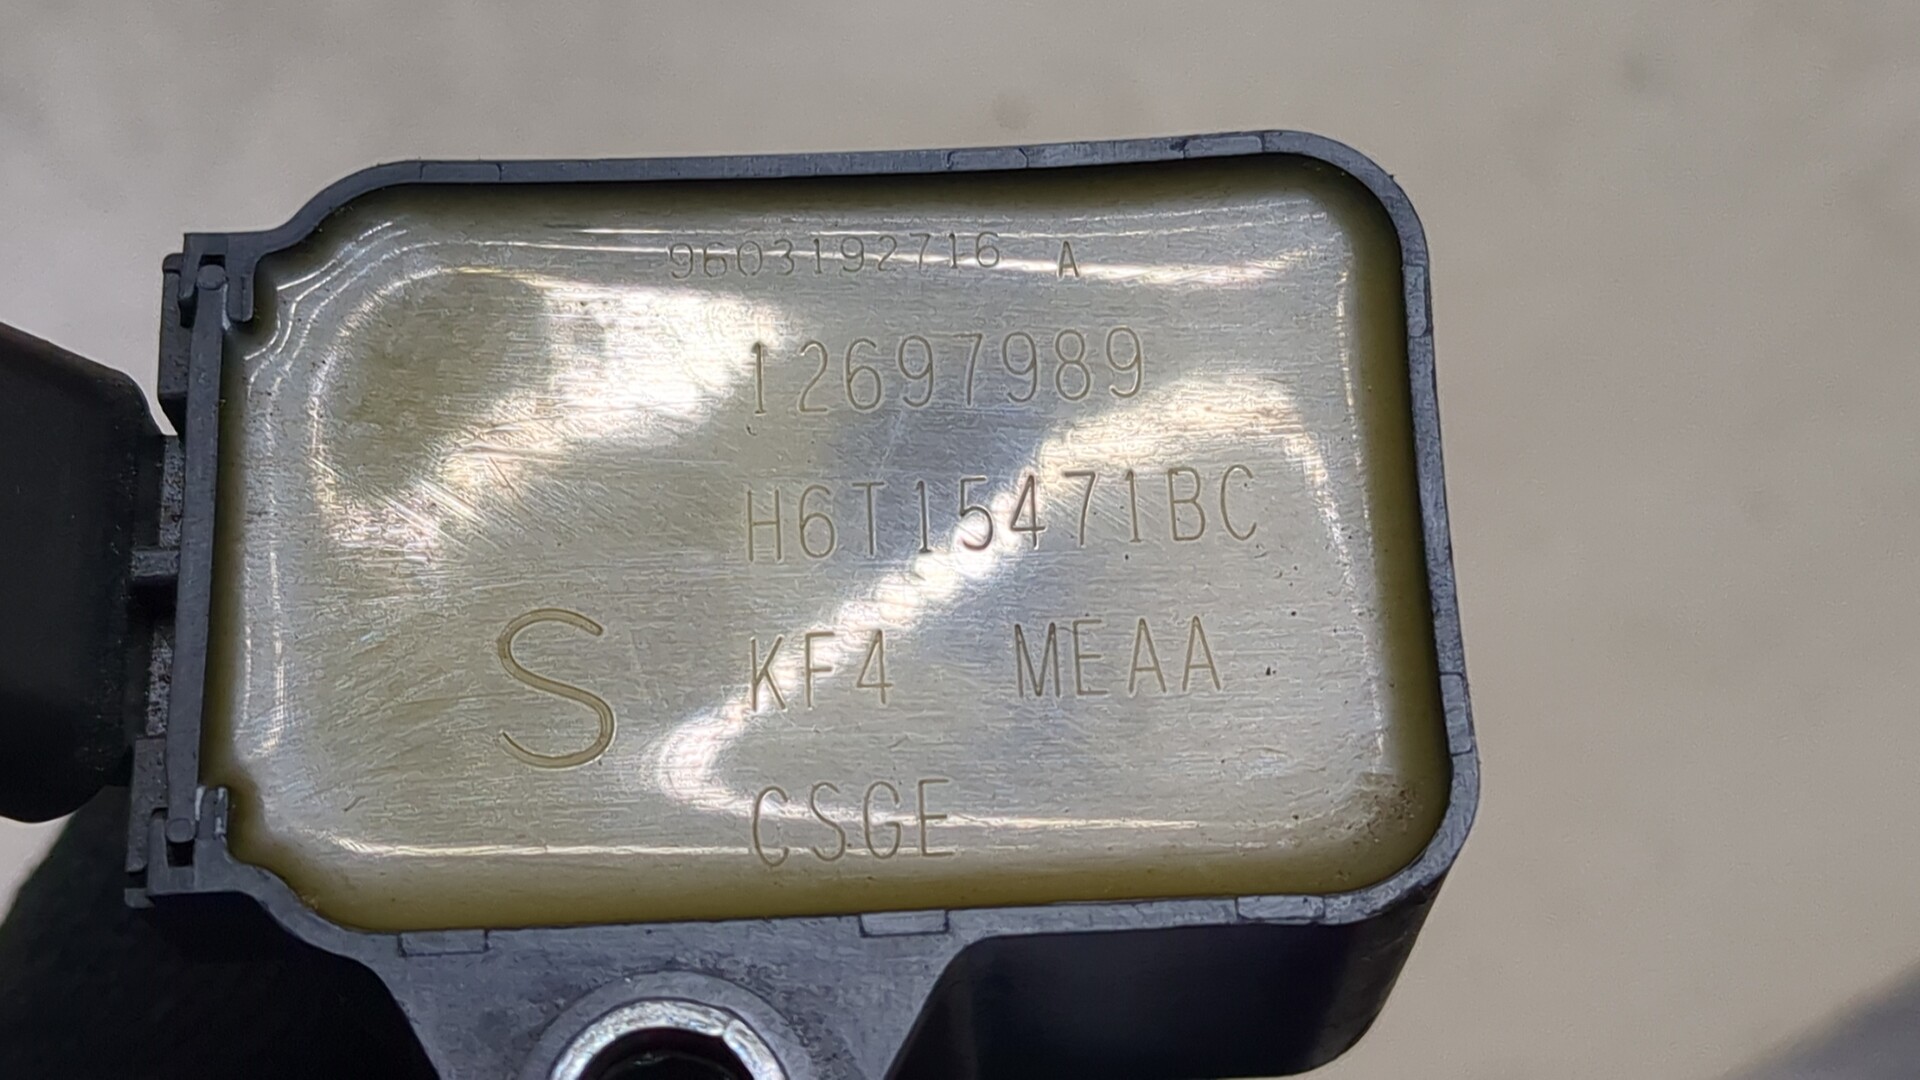 9603192716 A
12697989
H6T15471BC
S KF4 MEAA
CSGE